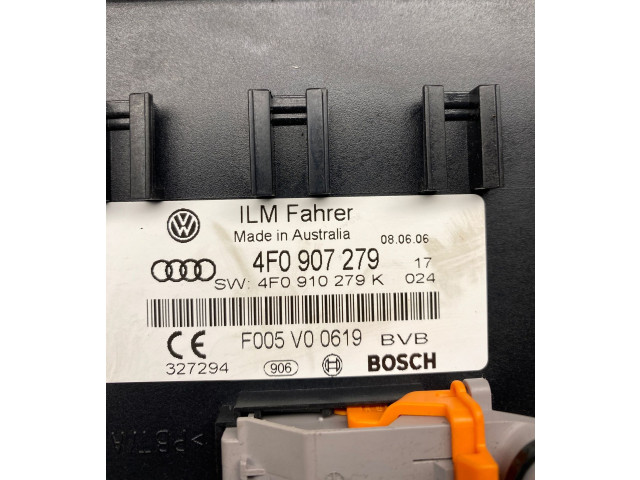 ILM Fahrer
Made in Australia 08.06.06
4F0 907 279 17
SW: 4F0 910 279 K 024
F005 V0 0619 BVB
CE
327294 906 BOSCH